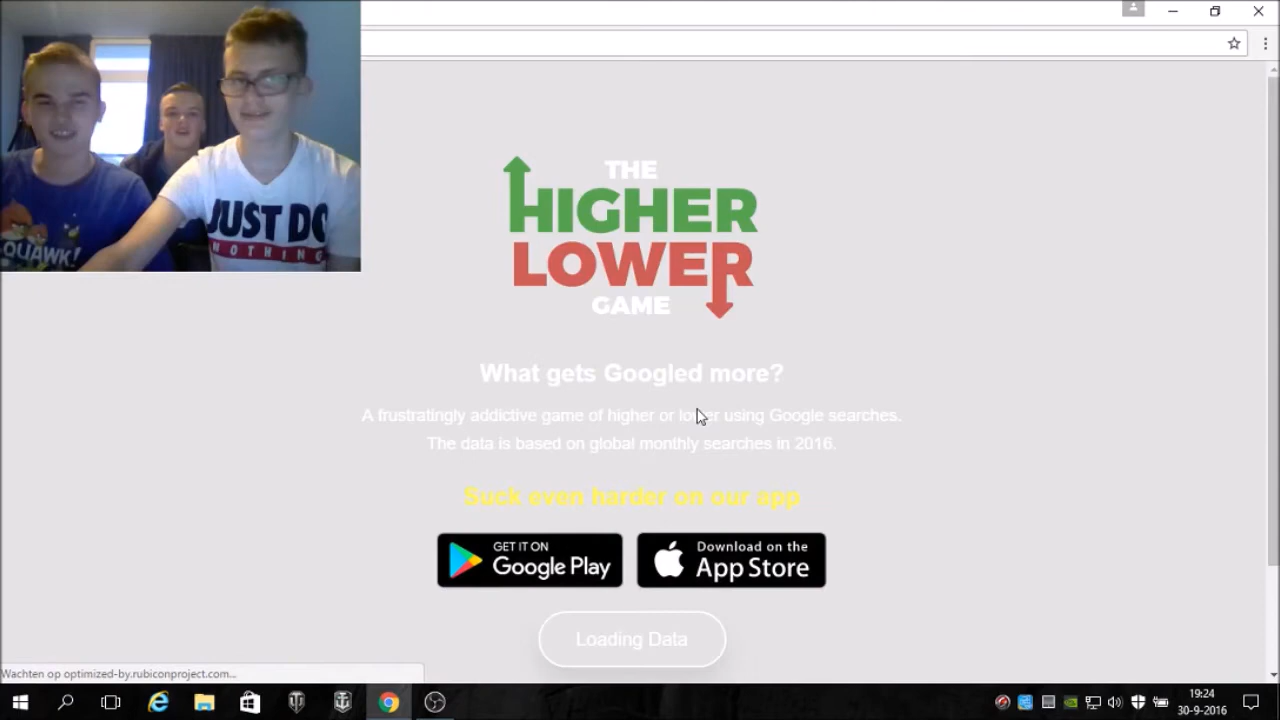 QUAWK!
JUST DO
NOTHING
THE
HIGHER
LOWER
GAME
What gets Googled more?
A frustratingly addictive game of higher or lower using Google searches.
The data is based on global monthly searches in 2016.
Suck even harder on our app
GET IT ON
Google Play
Download on the
App Store
Loading Data
Wachten op optimized-by.rubiconproject.com...
19:24
30-9-2016